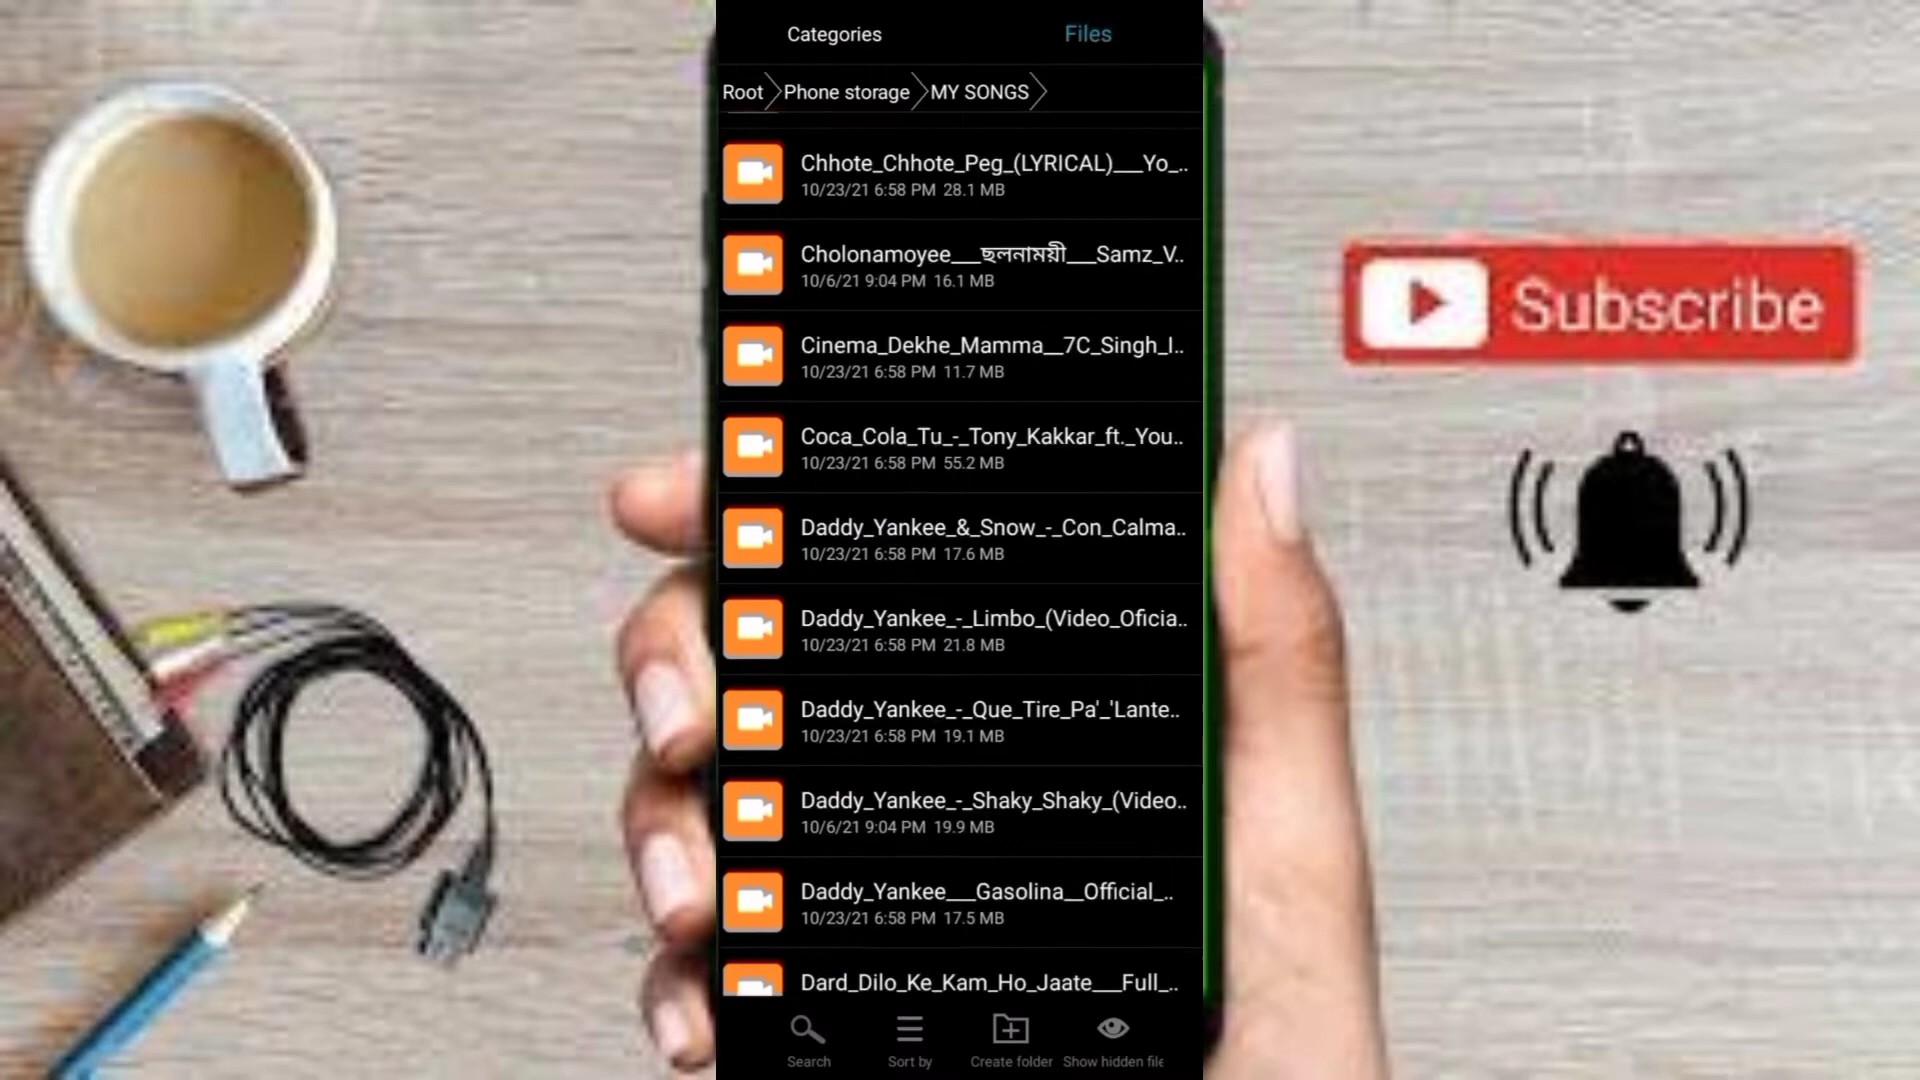 Categories
Files
Root
Phone storage
MY SONGS
Chhote_Chhote_Peg_(LYRICAL)___Yo_..
10/23/21 6:58 PM 28.1 MB
Cholonamoyee___ছলনাময়ী___Samz_V..
10/6/21 9:04 PM 16.1 MB
Cinema_Dekhe_Mamma__7C_Singh_I..
10/23/21 6:58 PM 11.7 MB
Coca_Cola_Tu_-_Tony_Kakkar_ft._You..
10/23/21 6:58 PM 55.2 MB
Daddy_Yankee_&_Snow_-_Con_Calma..
10/23/21 6:58 PM 17.6 MB
Daddy_Yankee_-_Limbo_(Video_Oficia..
10/23/21 6:58 PM 21.8 MB
Daddy_Yankee_-_Que_Tire_Pa'_'Lante..
10/23/21 6:58 PM 19.1 MB
Daddy_Yankee_-_Shaky_Shaky_(Video..
10/6/21 9:04 PM 19.9 MB
Daddy_Yankee___Gasolina__Official_..
10/23/21 6:58 PM 17.5 MB
Dard_Dilo_Ke_Kam_Ho_Jaate___Full_..
Search
Sort by
Create folder
Show hidden file
Subscribe